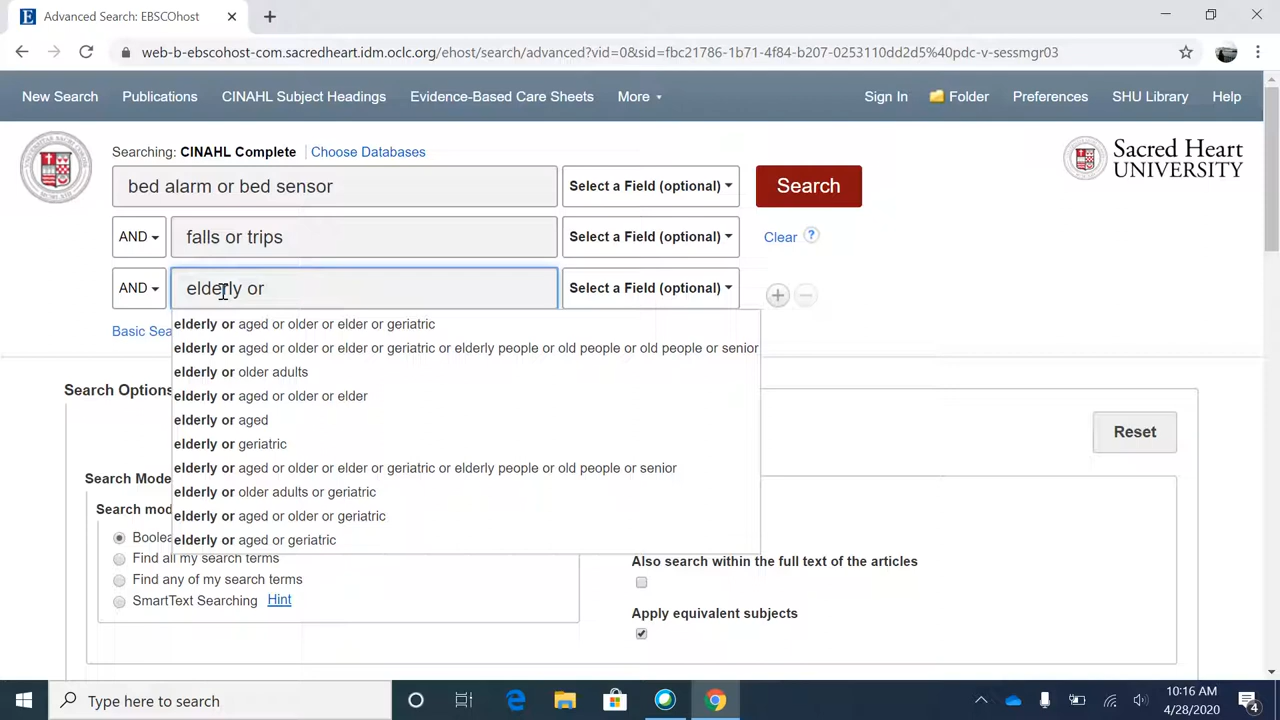 Advanced Search: EBSCOhost
web-b-ebscohost-com.sacredheart.idm.oclc.org/ehost/search/advanced?vid=0&sid=fbc21786-1b71-4f84-b207-0253110dd2d5%40pdc-v-sessmgr03
New Search Publications CINAHL Subject Headings Evidence-Based Care Sheets More Sign In Folder Preferences SHU Library Help
Searching: CINAHL Complete Choose Databases
Sacred Heart
UNIVERSITY
bed alarm or bed sensor Select a Field (optional) Search
AND falls or trips Select a Field (optional) Clear ?
AND elderly or Select a Field (optional)
Basic Sea
elderly or aged or older or elder or geriatric
elderly or aged or older or elder or geriatric or elderly people or old people or old people or senior
elderly or older adults
elderly or aged or older or elder
elderly or aged
elderly or geriatric
elderly or aged or older or elder or geriatric or elderly people or old people or senior
elderly or older adults or geriatric
elderly or aged or older or geriatric
elderly or aged or geriatric
Search Options
Reset
Search Mode
Search mod
Boolea
Find all my search terms
Find any of my search terms
SmartText Searching Hint
Also search within the full text of the articles
Apply equivalent subjects
Type here to search
10:16 AM
4/28/2020
4